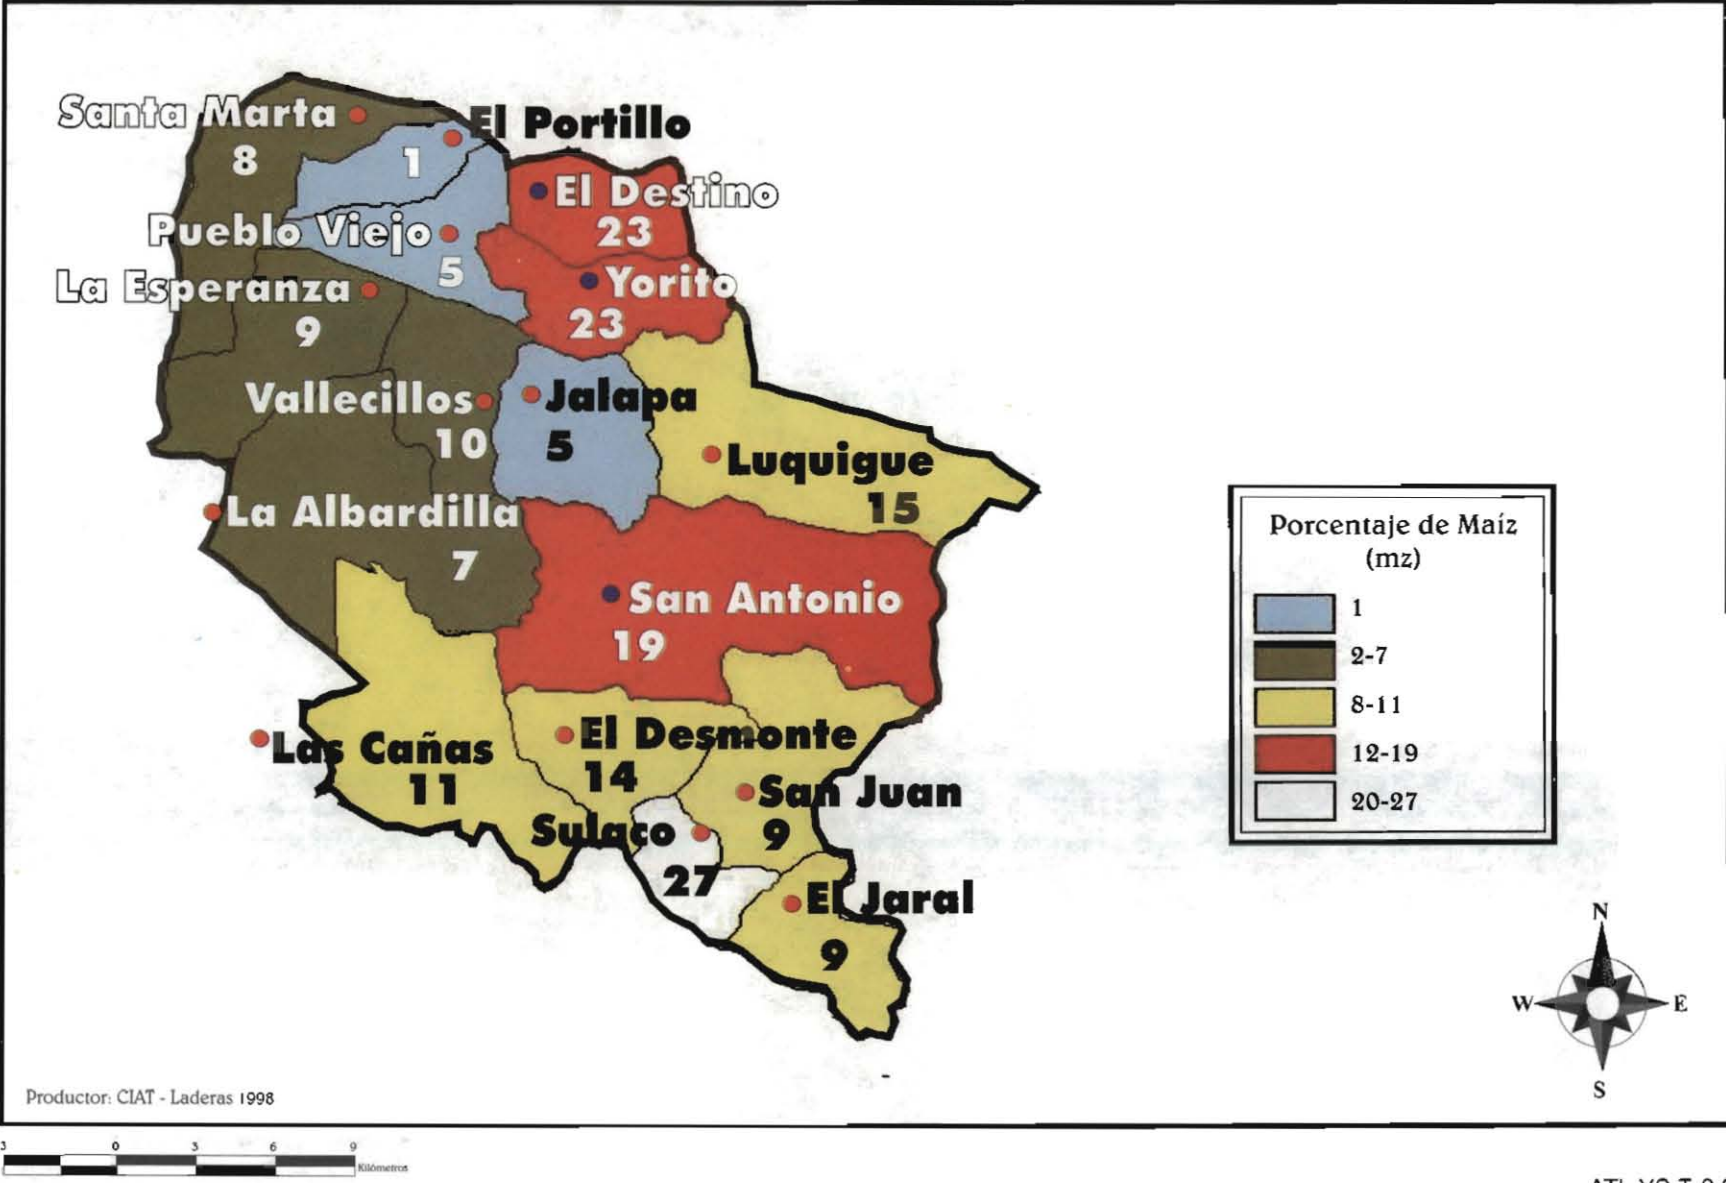 Santa Marta
8
El Portillo
1
El Destino
23
Pueblo Viejo
5
La Esperanza
9
Yorito
23
Vallecillos
10
Jalapa
5
Luquigue
15
La Albardilla
7
San Antonio
19
Las Cañas
11
El Desmonte
14
San Juan
9
Sulaco
27
El Jaral
9
Porcentaje de Maíz
(mz)
1
2-7
8-11
12-19
20-27
N
W
E
S
Productor: CIAT - Laderas 1998
3 0 3 6 9
Kilómetros